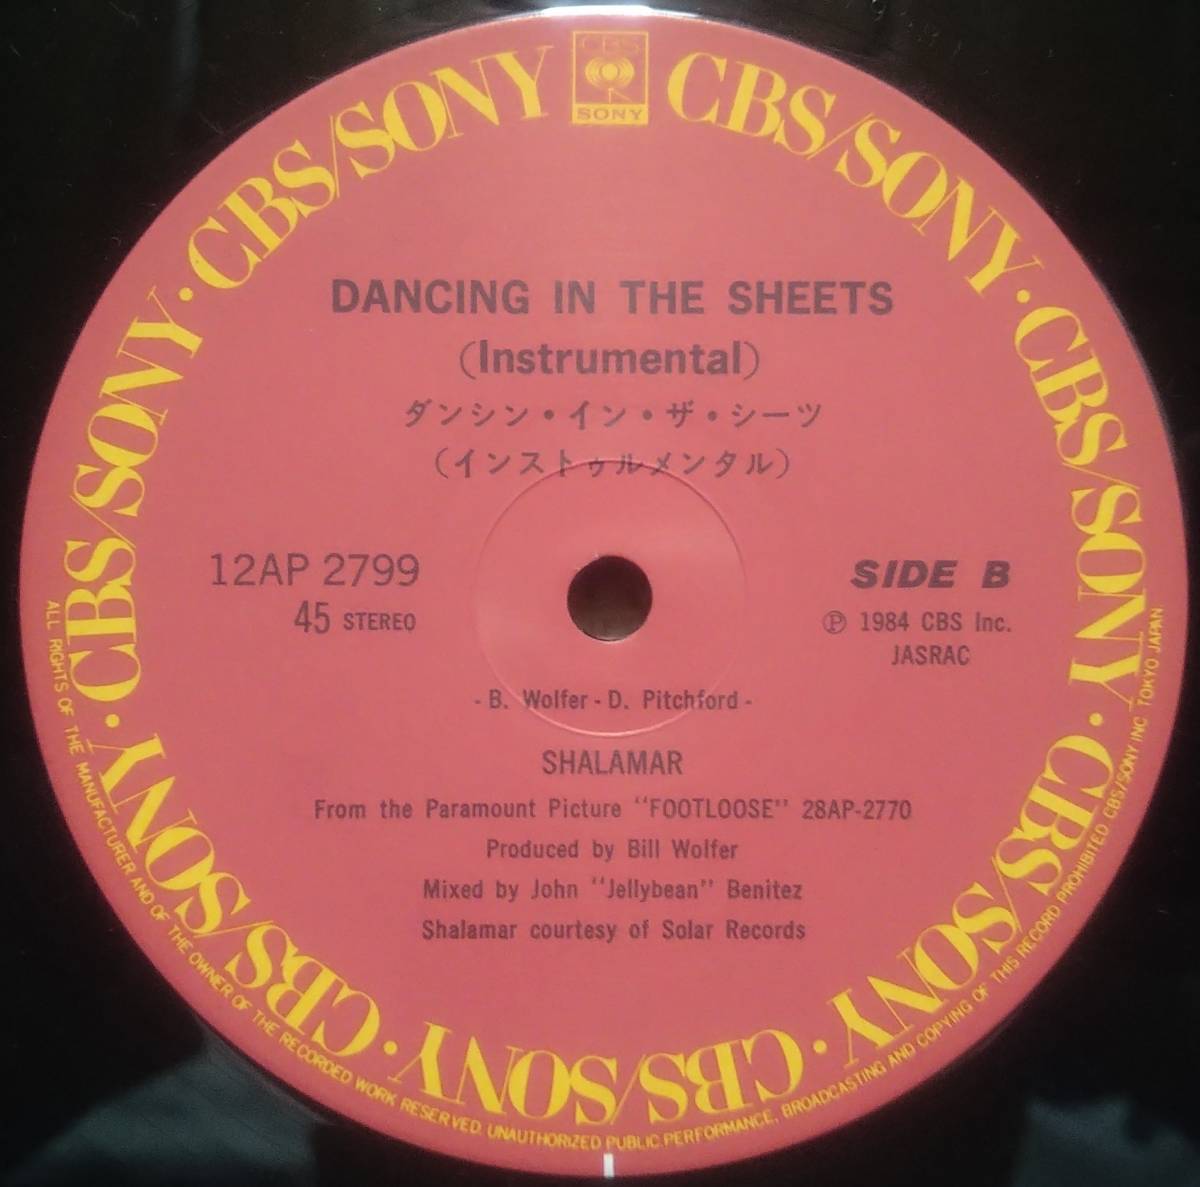 CBS
SONY
CBS/SONY · CBS/SONY · CBS/SONY · CBS/SONY · CBS/SONY · CBS/SONY · CBS/SONY · CBS/SONY
DANCING IN THE SHEETS
(Instrumental)
ダンシン・イン・ザ・シーツ
(インストゥルメンタル)
12AP 2799
45 STEREO
SIDE B
Ⓟ 1984 CBS Inc.
JASRAC
- B. Wolfer - D. Pitchford -
SHALAMAR
From the Paramount Picture "FOOTLOOSE" 28AP-2770
Produced by Bill Wolfer
Mixed by John "Jellybean" Benitez
Shalamar courtesy of Solar Records
ALL RIGHTS OF THE MANUFACTURER AND OF THE OWNER OF THE RECORDED WORK RESERVED. UNAUTHORIZED PUBLIC PERFORMANCE, BROADCASTING AND COPYING OF THIS RECORD PROHIBITED CBS/SONY INC TOKYO JAPAN